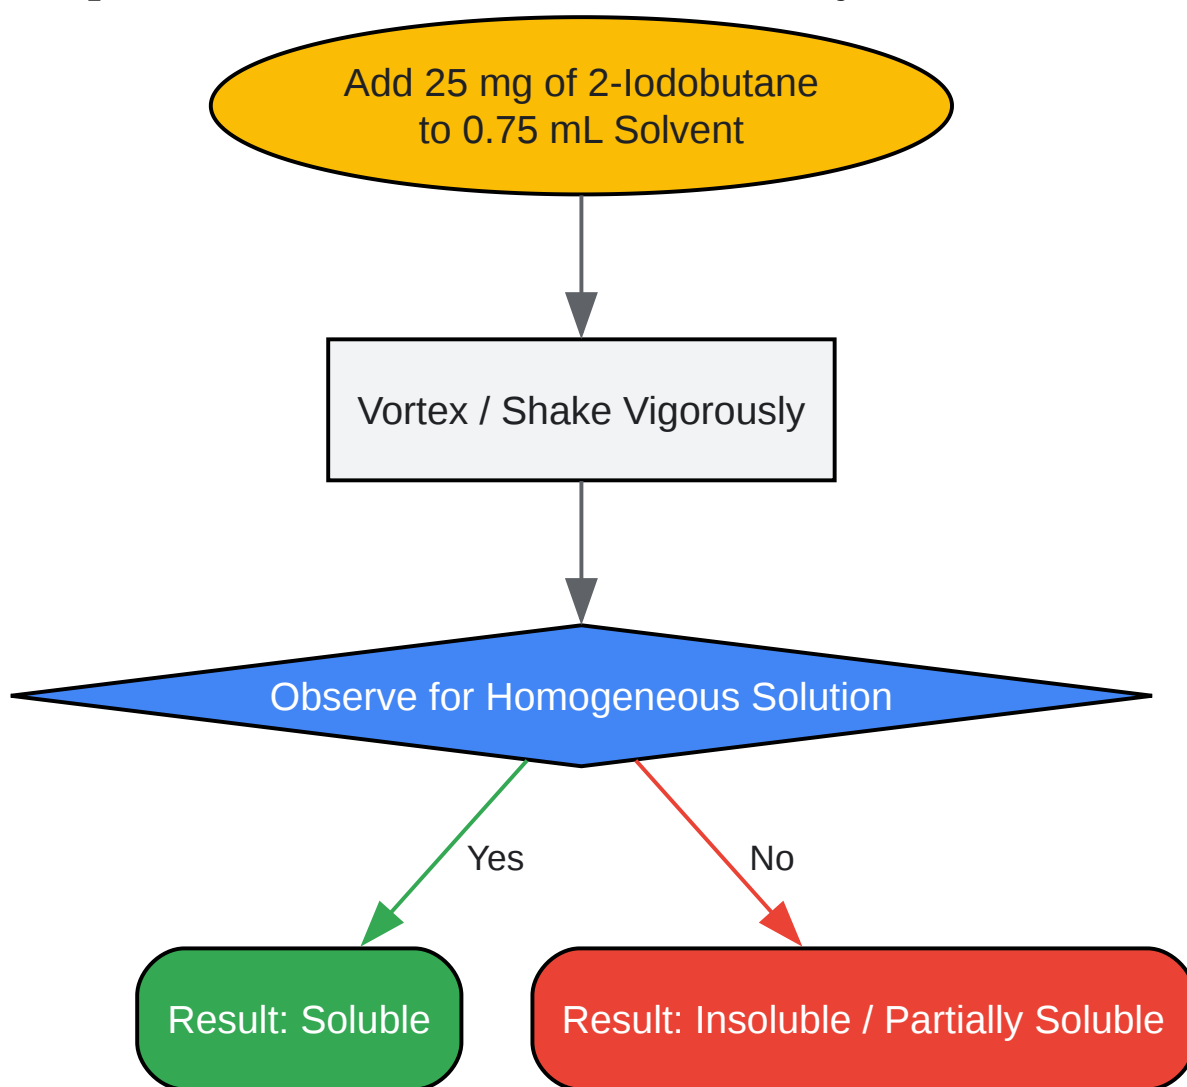 Add 25 mg of 2-Iodobutane
to 0.75 mL Solvent
Vortex / Shake Vigorously
Observe for Homogeneous Solution
Yes
No
Result: Soluble
Result: Insoluble / Partially Soluble